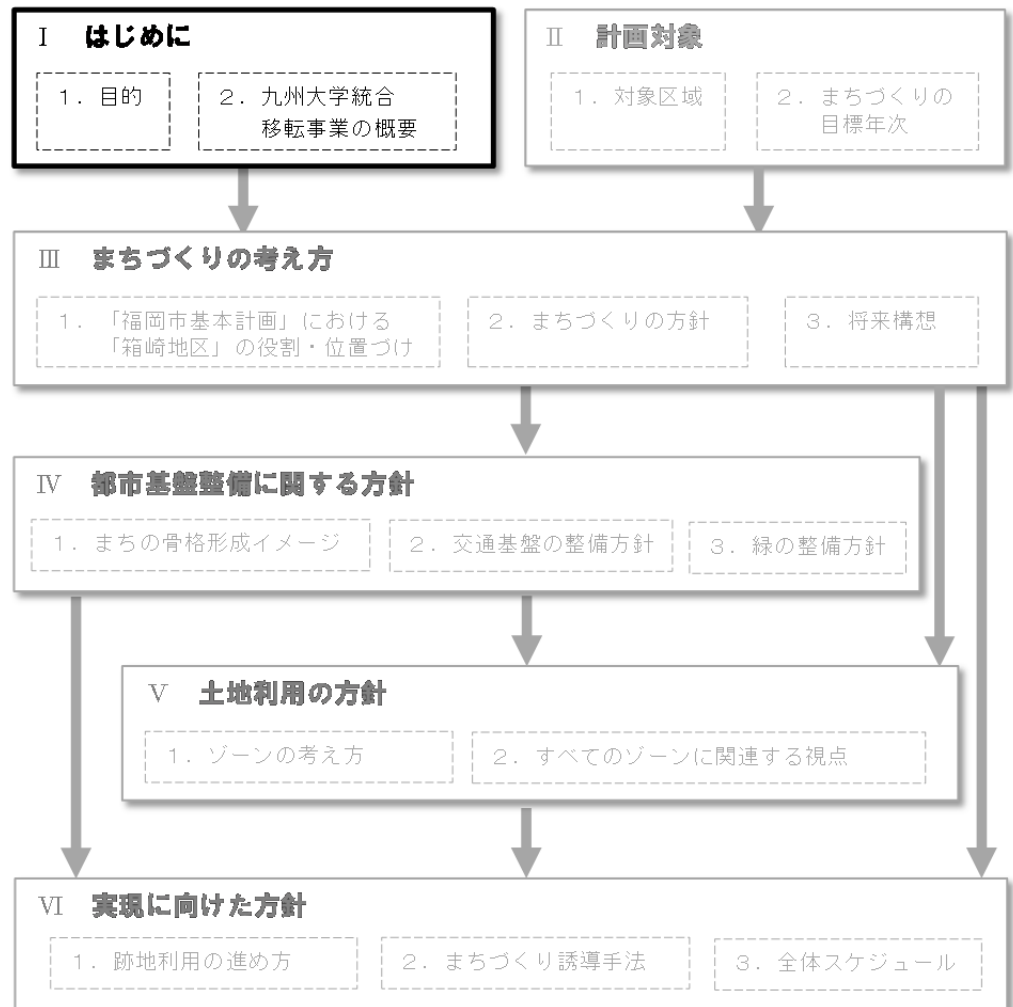 Ⅰ はじめに
1．目的
2．九州大学統合
移転事業の概要
Ⅱ 計画対象
1．対象区域
2．まちづくりの
目標年次
Ⅲ まちづくりの考え方
1．「福岡市基本計画」における
「箱崎地区」の役割・位置づけ
2．まちづくりの方針
3．将来構想
Ⅳ 都市基盤整備に関する方針
1．まちの骨格形成イメージ
2．交通基盤の整備方針
3．緑の整備方針
Ⅴ 土地利用の方針
1．ゾーンの考え方
2．すべてのゾーンに関連する視点
Ⅵ 実現に向けた方針
1．跡地利用の進め方
2．まちづくり誘導手法
3．全体スケジュール